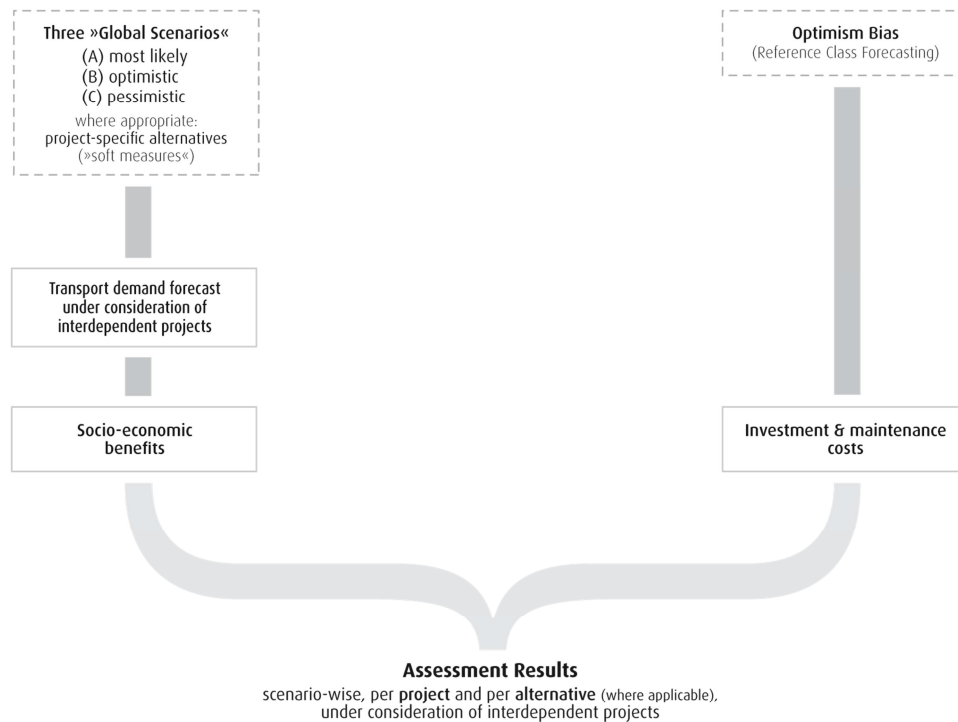 Three »Global Scenarios«
(A) most likely
(B) optimistic
(C) pessimistic
where appropriate:
project-specific alternatives
(»soft measures«)
Optimism Bias
(Reference Class Forecasting)
Transport demand forecast
under consideration of
interdependent projects
Socio-economic
benefits
Investment & maintenance
costs
Assessment Results
scenario-wise, per project and per alternative (where applicable),
under consideration of interdependent projects